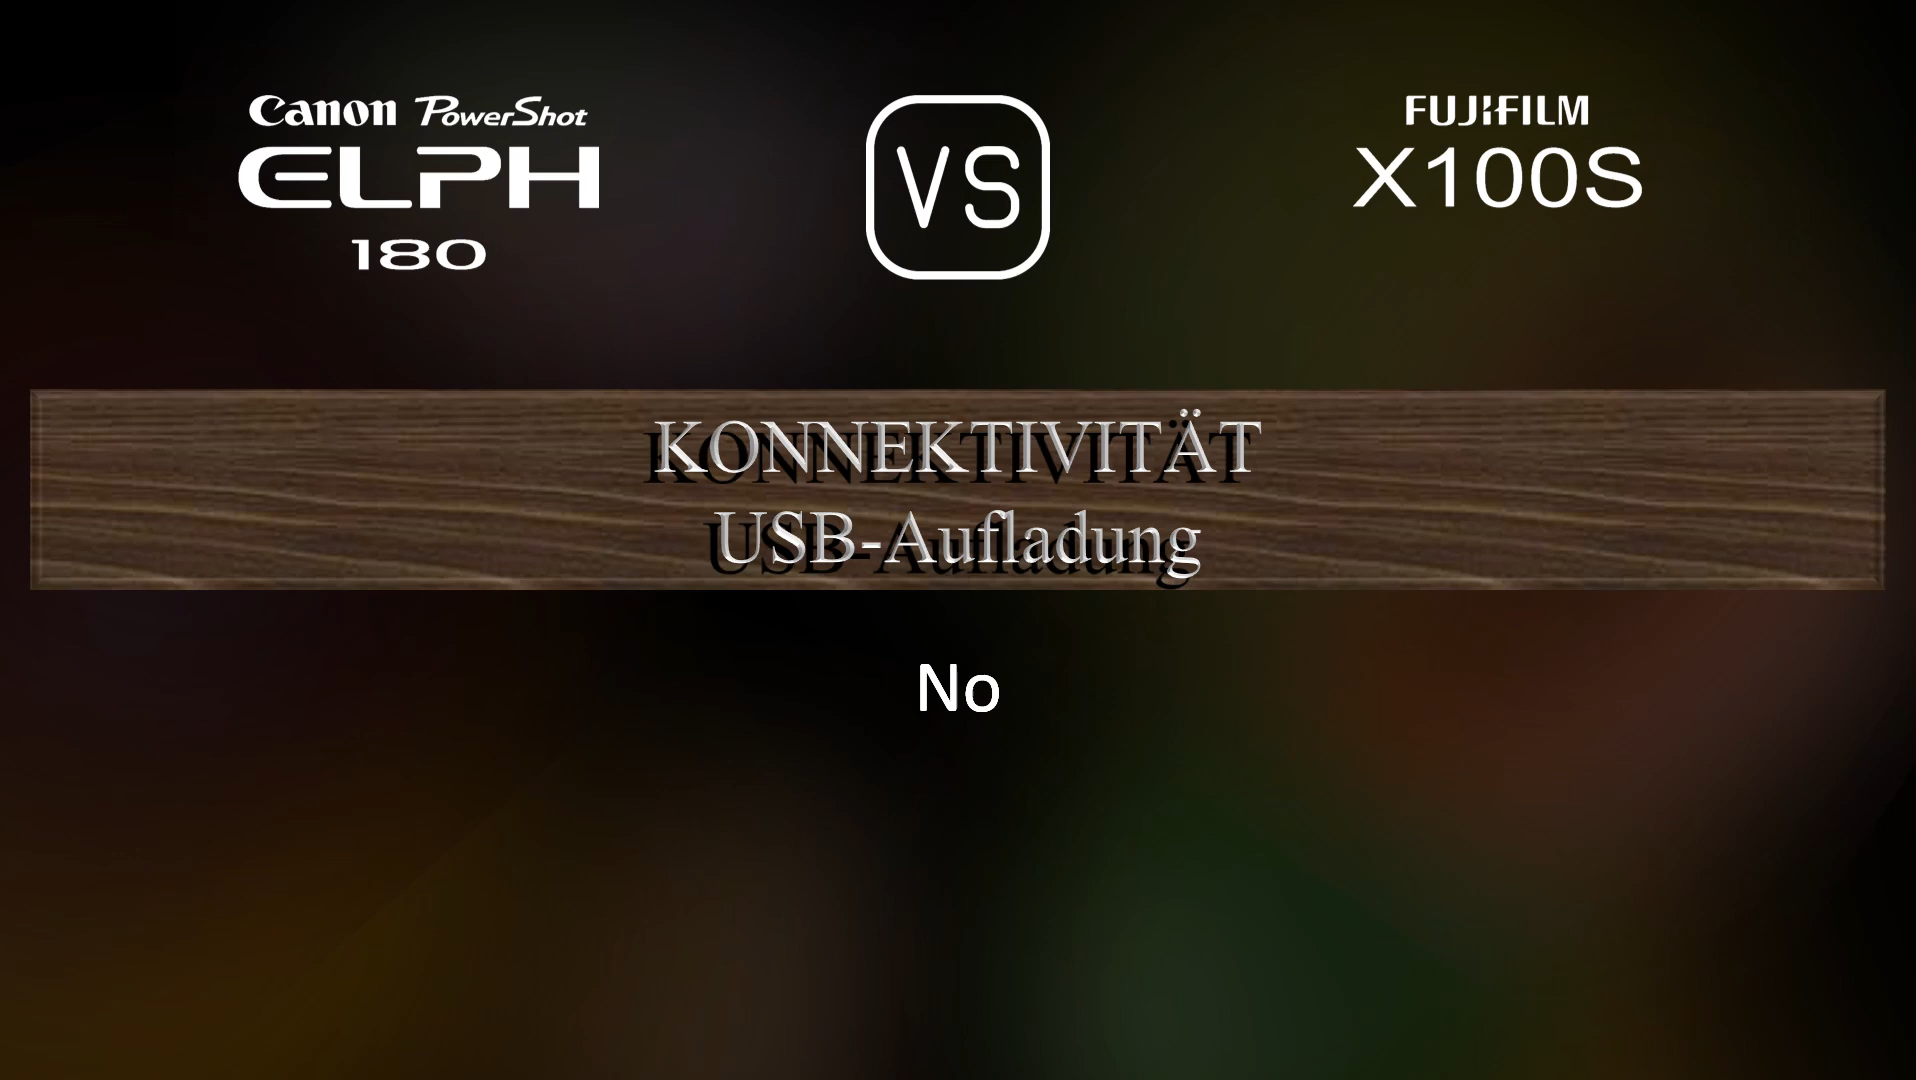 Canon PowerShot
ELPH
180
VS
FUJIFILM
X100S
KONNEKTIVITÄT
USB-Aufladung
No